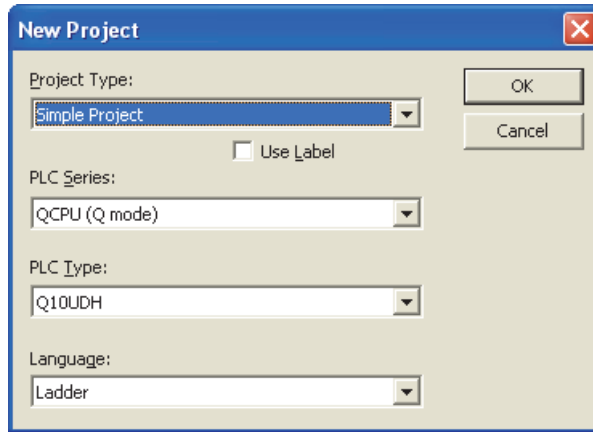 New Project
Project Type:
Simple Project
Use Label
PLC Series:
QCPU (Q mode)
PLC Type:
Q10UDH
Language:
Ladder
OK
Cancel